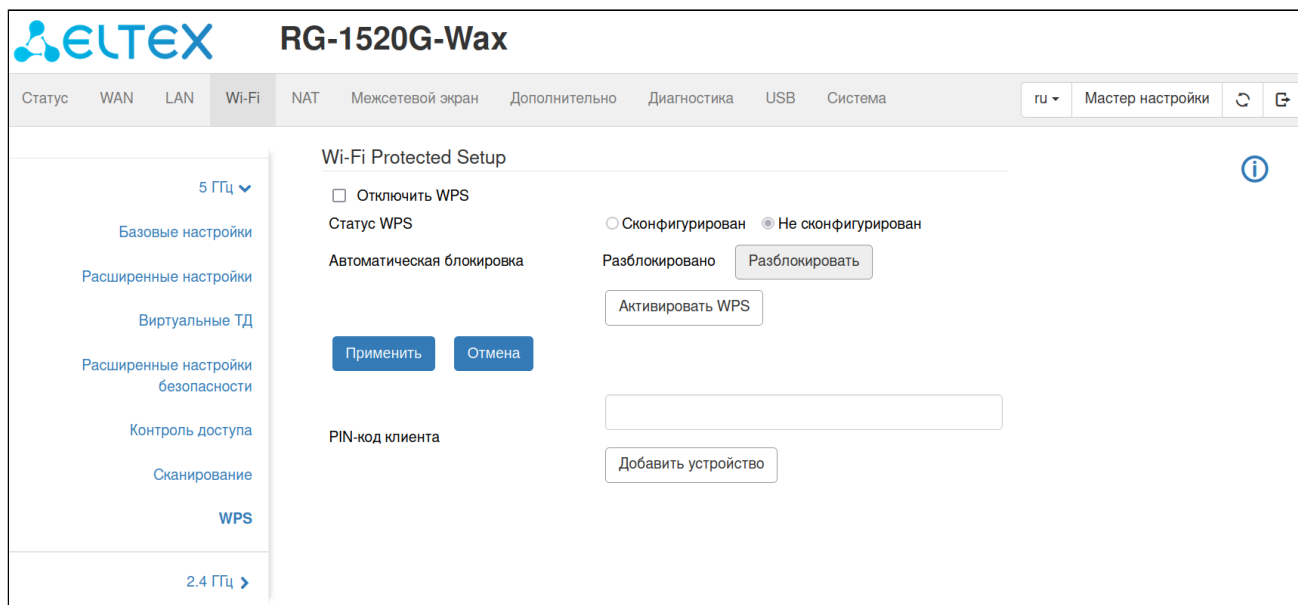 ELTEX RG-1520G-Wax
Статус WAN LAN Wi-Fi NAT Межсетевой экран Дополнительно Диагностика USB Система ru Мастер настройки
Wi-Fi Protected Setup
5 ГГц
Отключить WPS
Статус WPS Сконфигурирован Не сконфигурирован
Базовые настройки
Автоматическая блокировка Разблокировано Разблокировать
Расширенные настройки
Активировать WPS
Виртуальные ТД
Применить Отмена
Расширенные настройки
безопасности
Контроль доступа
PIN-код клиента
Добавить устройство
Сканирование
WPS
2.4 ГГц